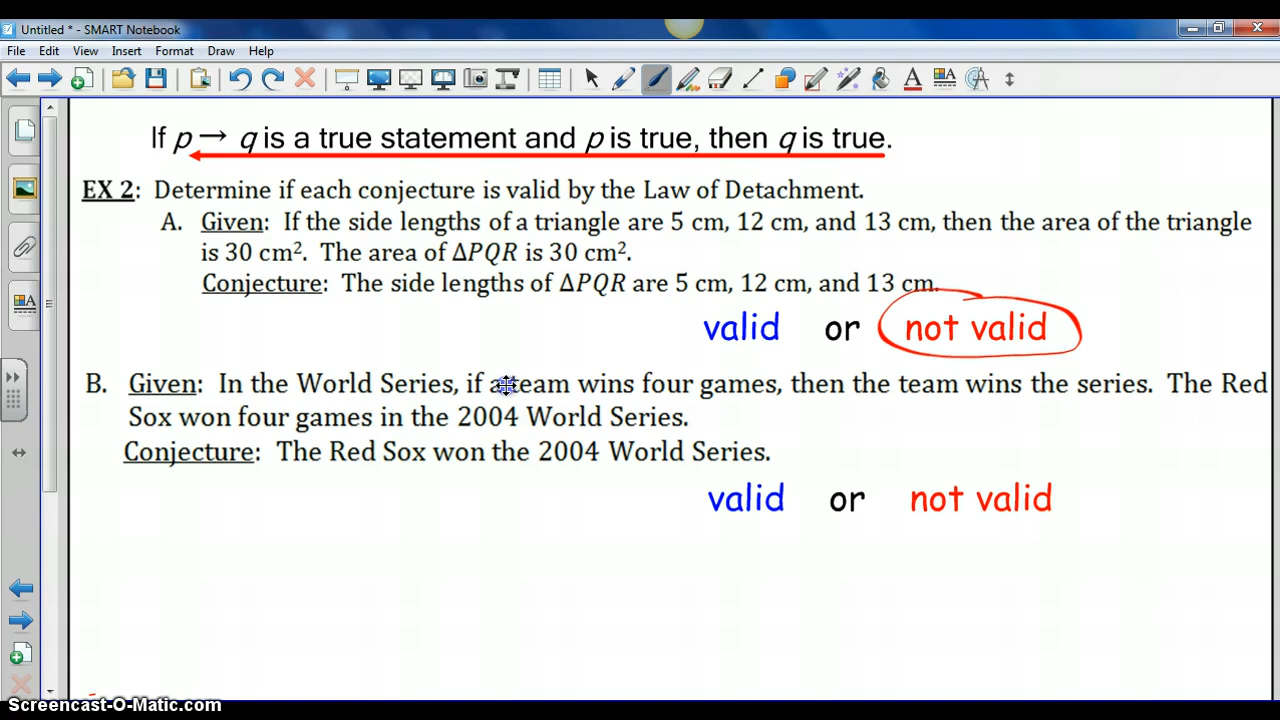 Untitled * - SMART Notebook
File Edit View Insert Format Draw Help
If p → q is a true statement and p is true, then q is true.
EX 2: Determine if each conjecture is valid by the Law of Detachment.
A. Given: If the side lengths of a triangle are 5 cm, 12 cm, and 13 cm, then the area of the triangle
is 30 cm². The area of ΔPQR is 30 cm².
Conjecture: The side lengths of ΔPQR are 5 cm, 12 cm, and 13 cm.
valid or not valid
B. Given: In the World Series, if a team wins four games, then the team wins the series. The Red
Sox won four games in the 2004 World Series.
Conjecture: The Red Sox won the 2004 World Series.
valid or not valid
Screencast-O-Matic.com